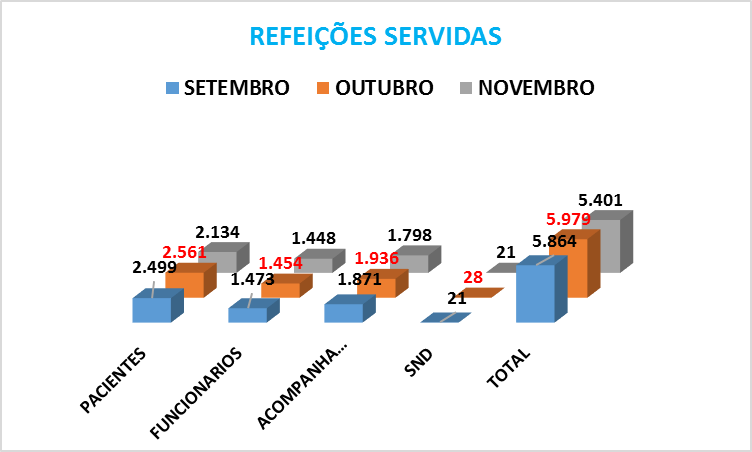 REFEIÇÕES SERVIDAS
SETEMBRO OUTUBRO NOVEMBRO
5.401
5.979
5.864
2.134
1.448
1.798
21
2.561
1.454
1.936
28
2.499
1.473
1.871
21
PACIENTES
FUNCIONARIOS
ACOMPANHA...
SND
TOTAL